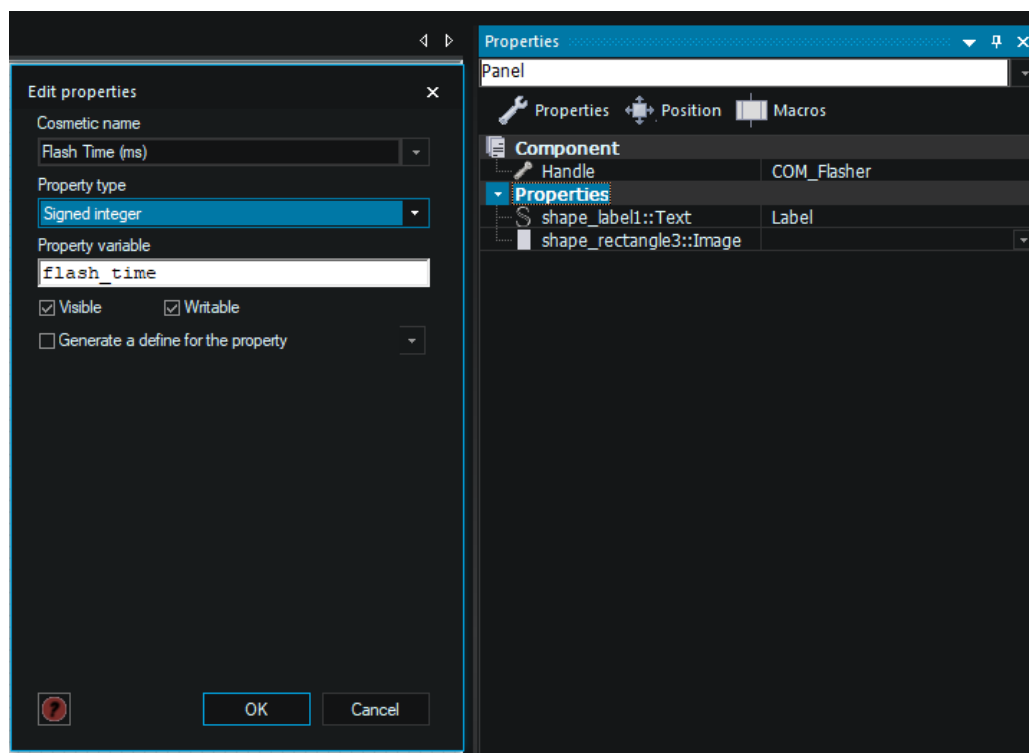 Properties
Panel
Edit properties
Cosmetic name
Flash Time (ms)
Property type
Signed integer
Property variable
flash_time
Visible Writable
Generate a define for the property
?
OK Cancel
Properties Position Macros
Component
Handle COM_Flasher
Properties
shape_label1::Text Label
shape_rectangle3::Image